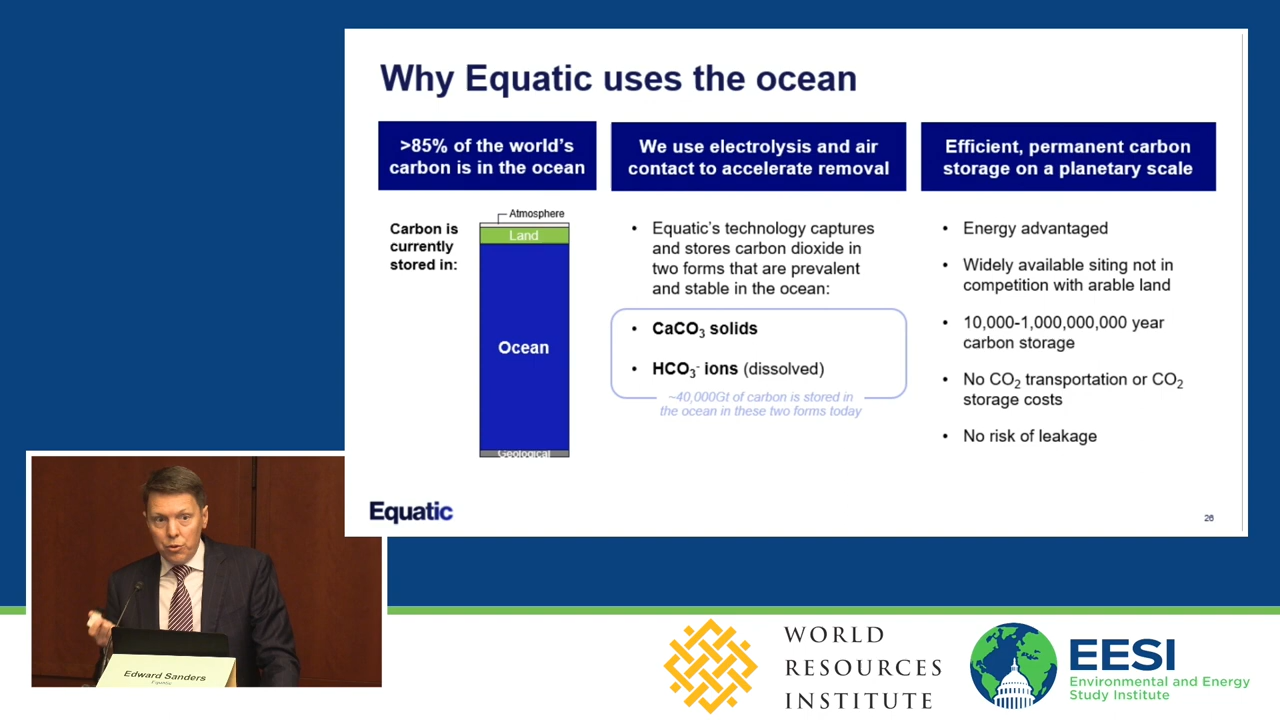 Why Equatic uses the ocean
>85% of the world's
carbon is in the ocean
We use electrolysis and air
contact to accelerate removal
Efficient, permanent carbon
storage on a planetary scale
Carbon is
currently
stored in:
Atmosphere
Land
Ocean
Geological
• Equatic's technology captures
and stores carbon dioxide in
two forms that are prevalent
and stable in the ocean:
• CaCO₃ solids
• HCO₃⁻ ions (dissolved)
~40,000Gt of carbon is stored in
the ocean in these two forms today
• Energy advantaged
• Widely available siting not in
competition with arable land
• 10,000-1,000,000,000 year
carbon storage
• No CO₂ transportation or CO₂
storage costs
• No risk of leakage
Equatic
26
Edward Sanders
Equatic
WORLD
RESOURCES
INSTITUTE
EESI
Environmental and Energy
Study Institute